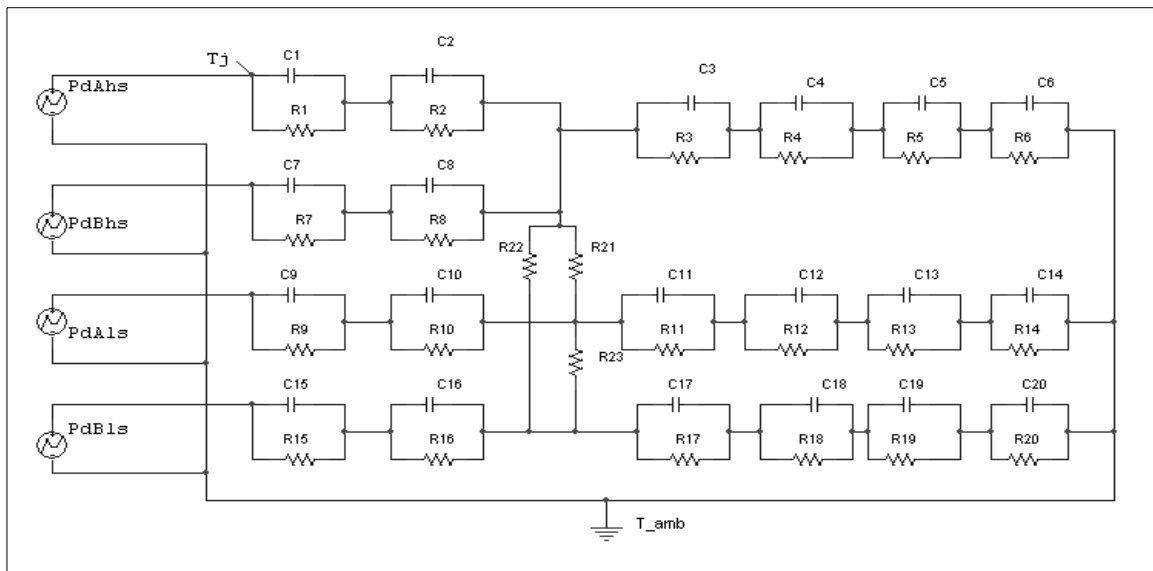 C2
Tj C1
C3 C4 C5 C6
PdAhs
R1 R2
R3 R4 R5 R6
C7 C8
PdBhs
R7 R8
R22 R21
C9 C10 C11 C12 C13 C14
PdAls
R9 R10 R11 R12 R13 R14
R23
C15 C16 C17 C18 C19 C20
PdBls
R15 R16 R17 R18 R19 R20
T_amb